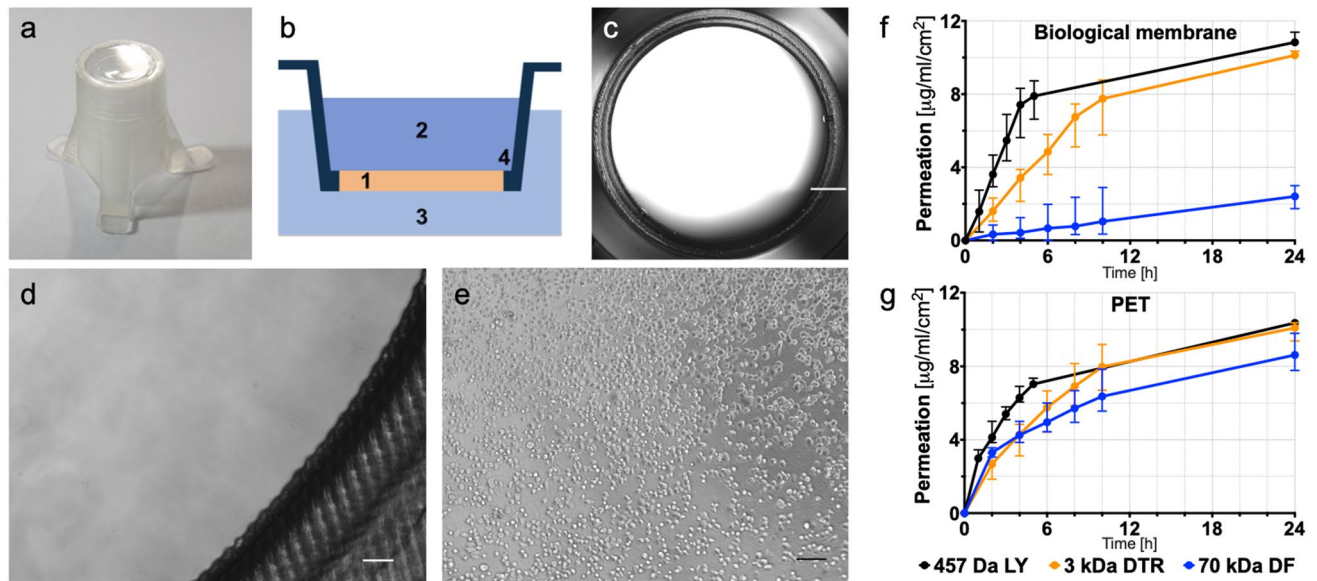 a
b
2
4
1
3
c
d
e
f
Biological membrane
Permeation [µg/ml/cm²]
12
8
4
0
0 6 12 18 24
Time [h]
g
PET
Permeation [µg/ml/cm²]
12
8
4
0
0 6 12 18 24
Time [h]
457 Da LY 3 kDa DTR 70 kDa DF